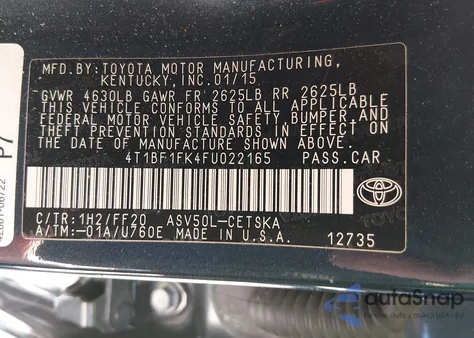 MFD.BY:TOYOTA MOTOR MANUFACTURING,
KENTUCKY,INC.01/15
GVWR 4630LB GAWR FR 2625LB RR 2625LB
THIS VEHICLE CONFORMS TO ALL APPLICABLE
FEDERAL MOTOR VEHICLE SAFETY,BUMPER,AND
THEFT PREVENTION STANDARDS IN EFFECT ON
THE DATE OF MANUFACTURE SHOWN ABOVE.
4T1BF1FK4FU022165 PASS.CAR
C/TR:1H2/FF20 ASV50L-CETSKA
A/TM:-01A/U760E MADE IN U.S.A. 12735
TOYOTA
P7
autoSnap